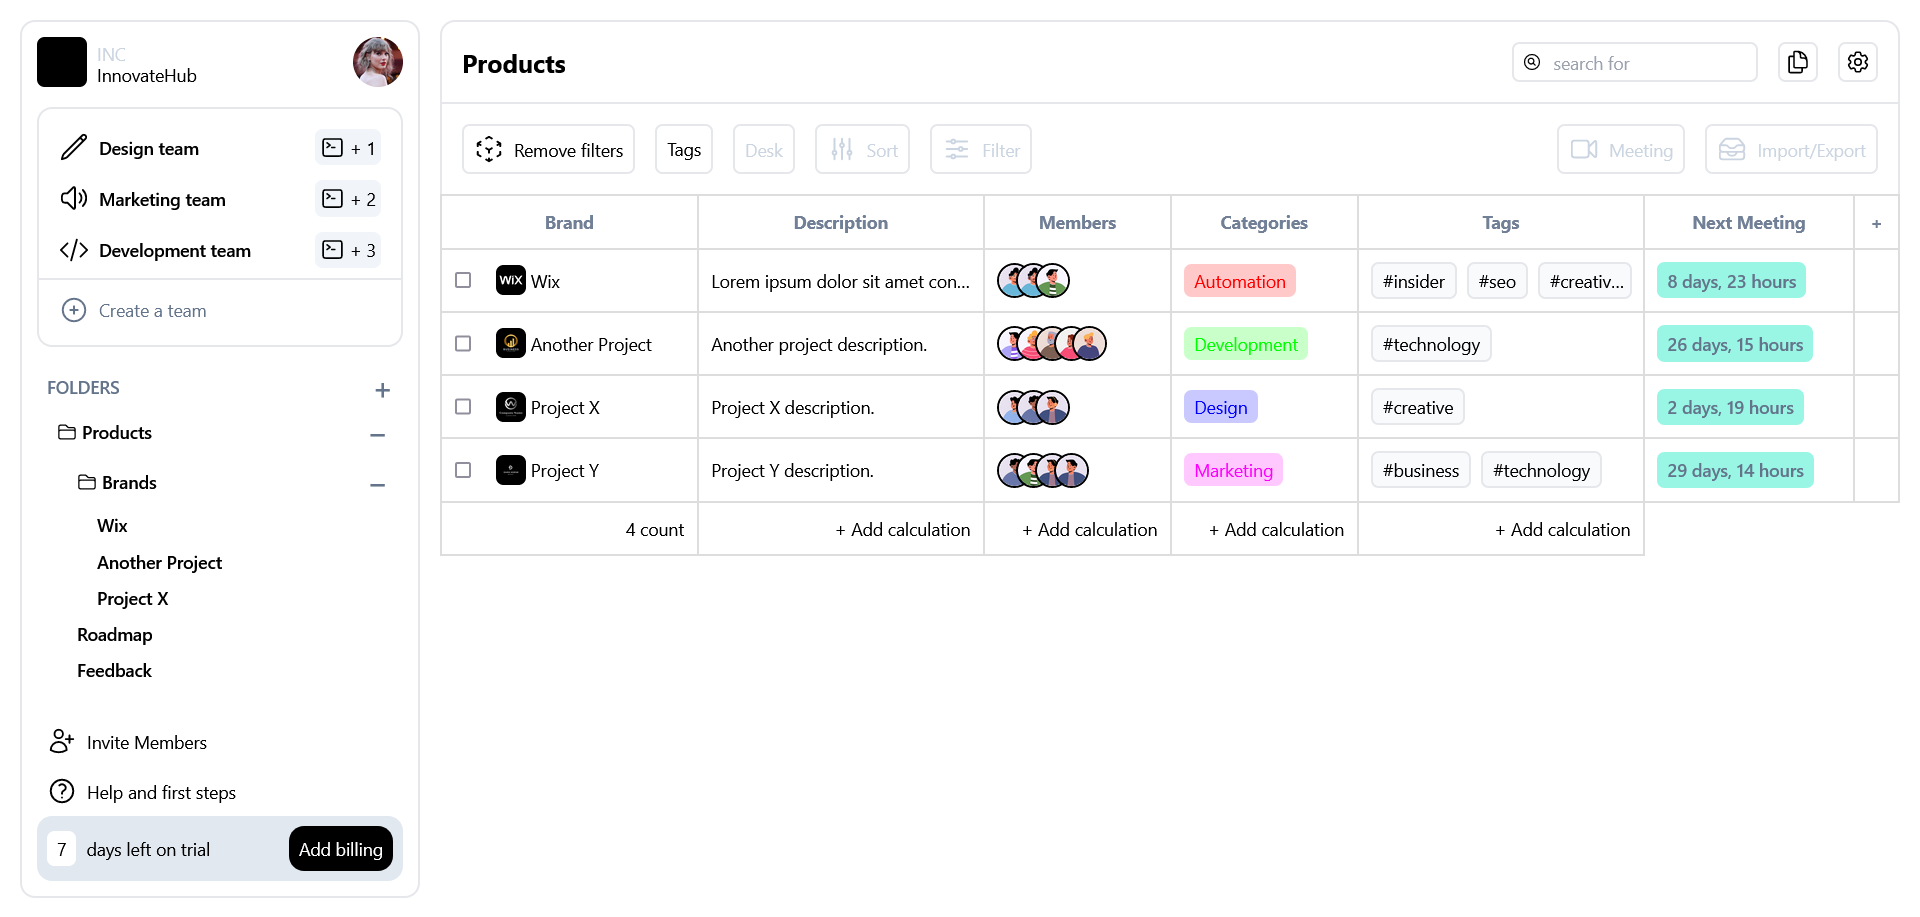 INC
InnovateHub
Design team
+ 1
Marketing team
+ 2
Development team
+ 3
Create a team
FOLDERS
+
Products
Brands
Wix
Another Project
Project X
Roadmap
Feedback
Invite Members
Help and first steps
7 days left on trial
Add billing
Products
search for
Remove filters
Tags
Desk
Sort
Filter
Meeting
Import/Export
Brand Description Members Categories Tags Next Meeting +
WiX Wix Lorem ipsum dolor sit amet con... Automation #insider #seo #creativ... 8 days, 23 hours
Another Project Another project description. Development #technology 26 days, 15 hours
Project X Project X description. Design #creative 2 days, 19 hours
Project Y Project Y description. Marketing #business #technology 29 days, 14 hours
4 count + Add calculation + Add calculation + Add calculation + Add calculation